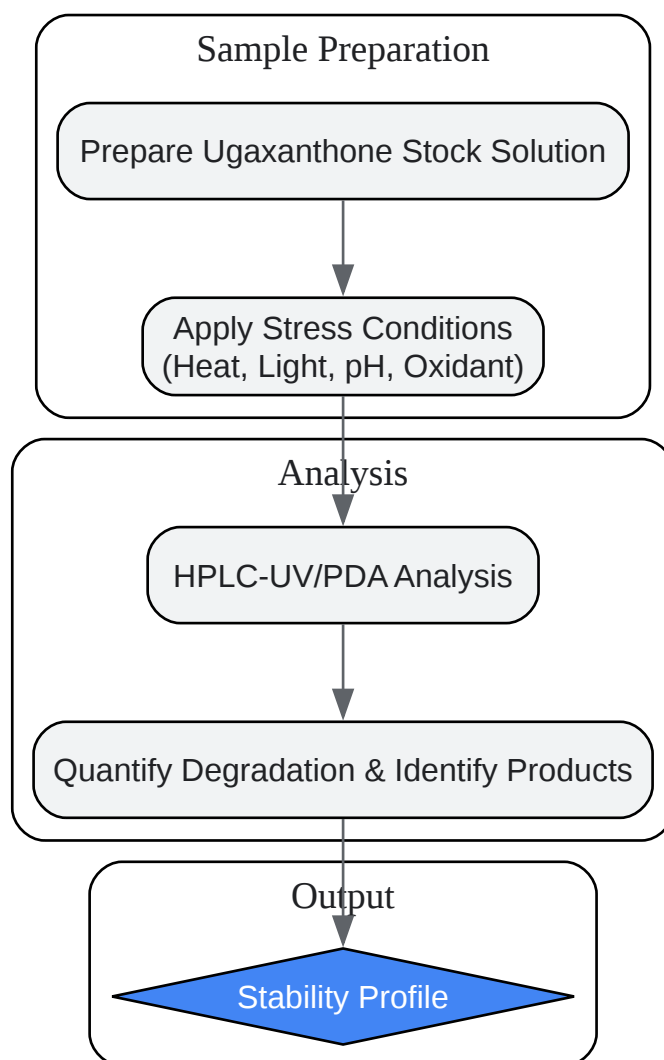 Sample Preparation
Prepare Ugaxanthone Stock Solution
Apply Stress Conditions
(Heat, Light, pH, Oxidant)
Analysis
HPLC-UV/PDA Analysis
Quantify Degradation & Identify Products
Output
Stability Profile